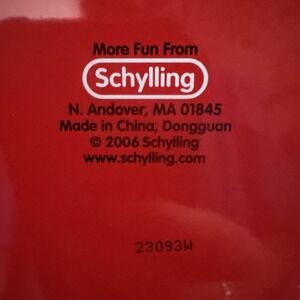 More Fun From
Schylling
N. Andover, MA 01845
Made in China, Dongguan
© 2006 Schylling
www.schylling.com
23093W